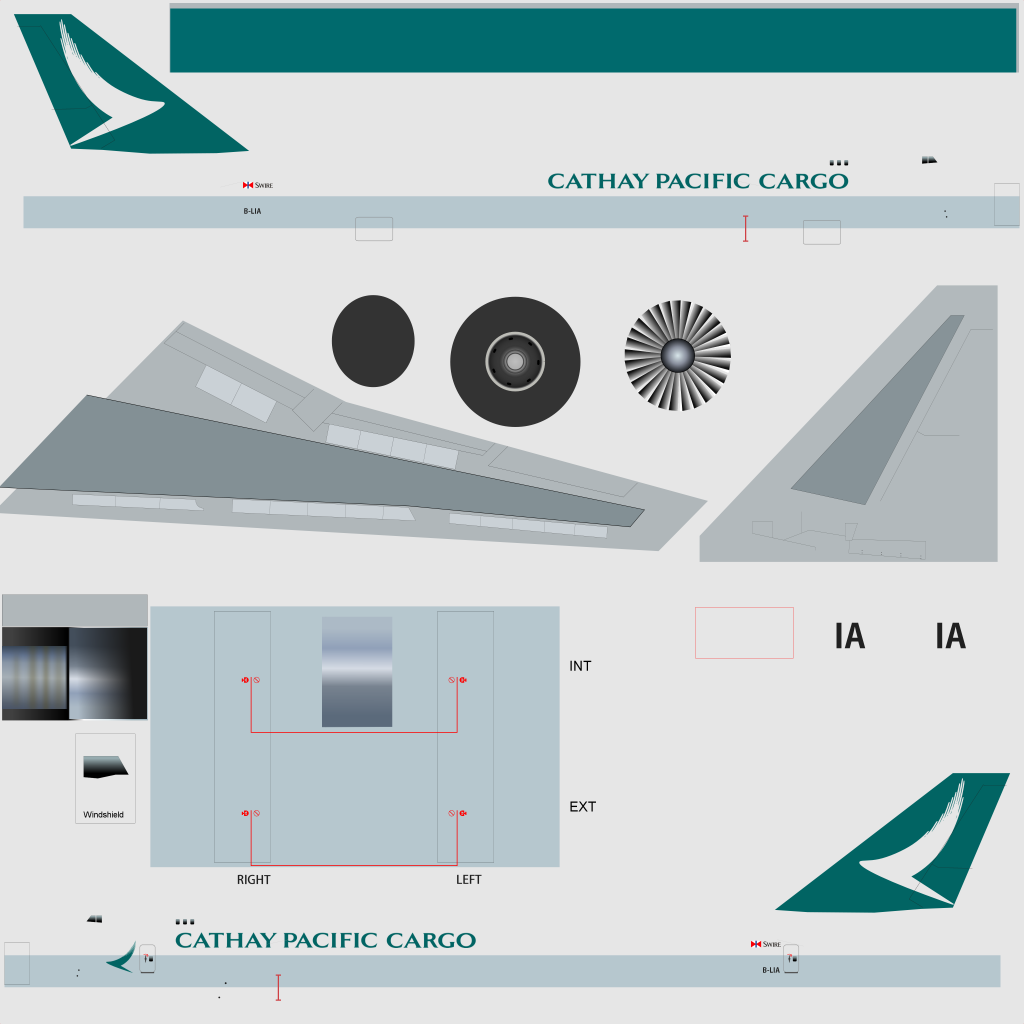 CATHAY PACIFIC CARGO
SWIRE
B-LIA
IA IA
INT
EXT
Windshield
RIGHT LEFT
CATHAY PACIFIC CARGO
SWIRE
B-LIA